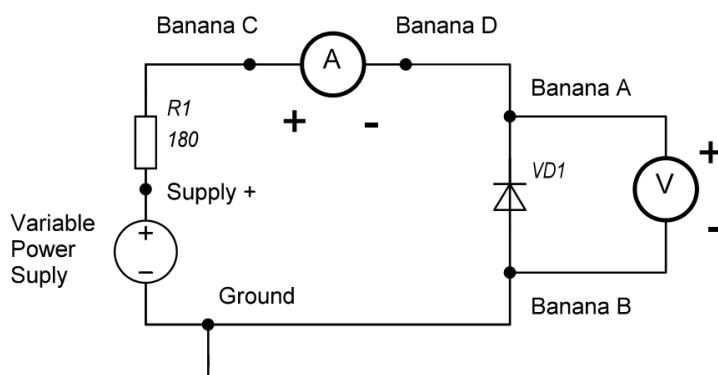 Banana C
Banana D
A
+
-
R1
180
Banana A
Supply +
VD1
V
+
-
Variable
Power
Suply
+
−
Ground
Banana B